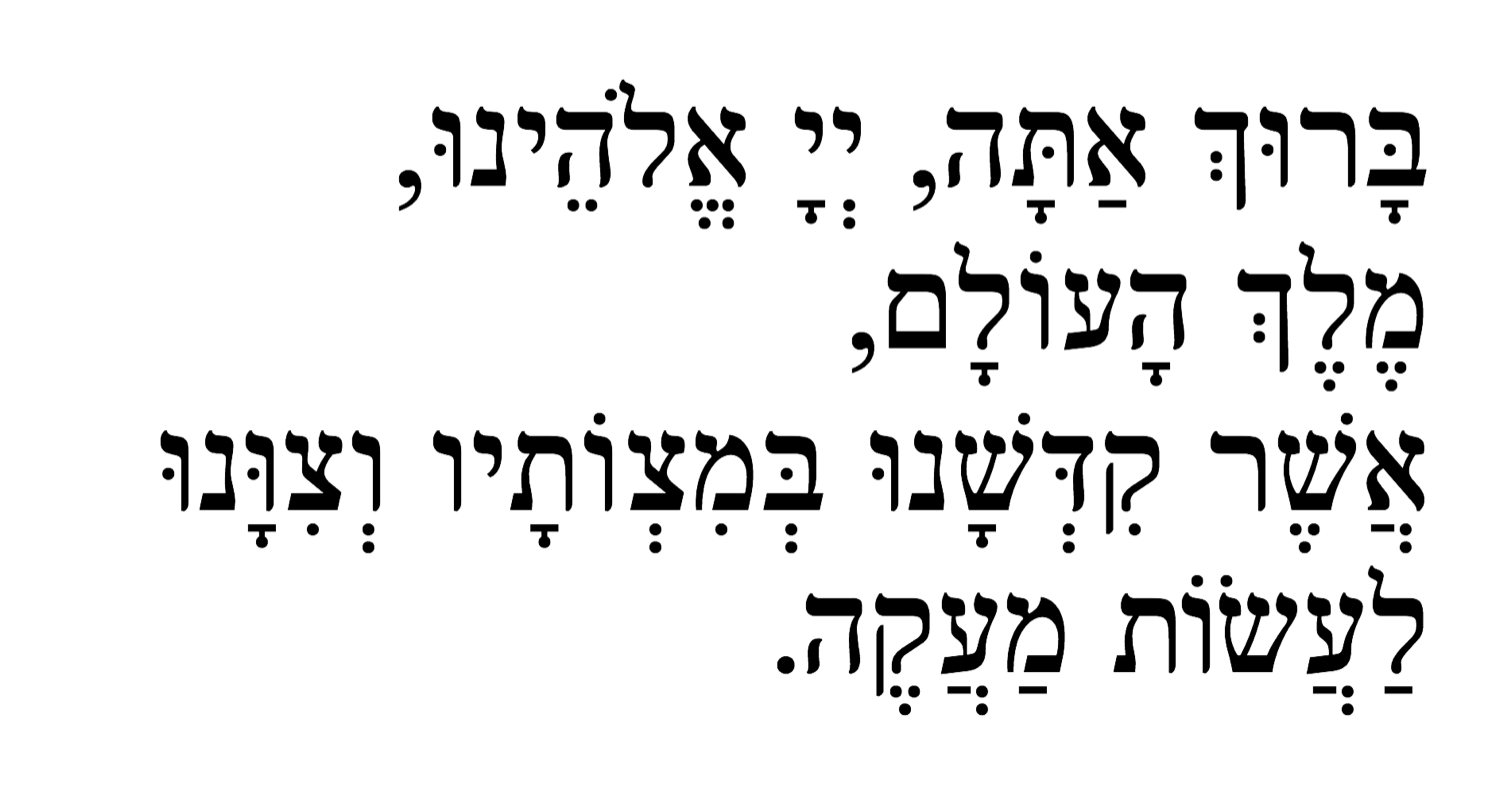 בָּרוּךְ אַתָּה, יְיָ אֱלֹהֵינוּ,
מֶלֶךְ הָעוֹלָם,
אֲשֶׁר קִדְּשָׁנוּ בְּמִצְוֹתָיו וְצִוָּנוּ
לַעֲשׂוֹת מַעֲקֶה.